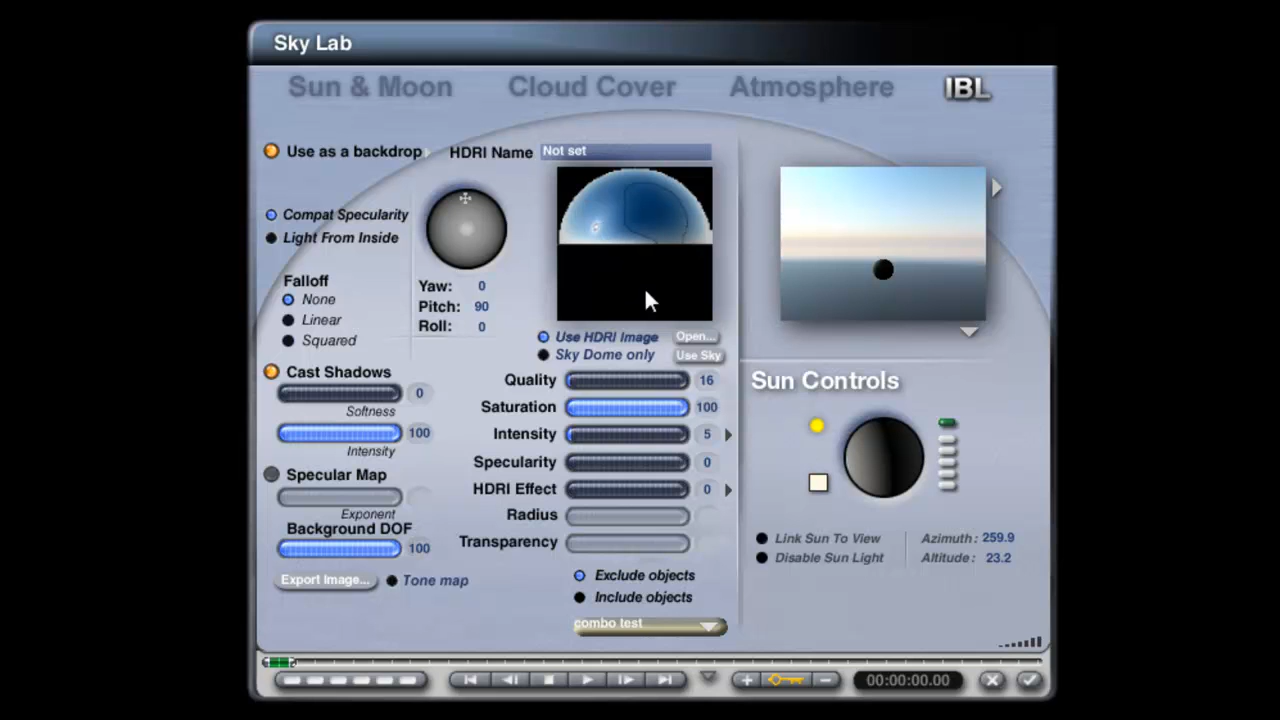 Sky Lab
Sun & Moon Cloud Cover Atmosphere IBL
Use as a backdrop
HDRI Name Not set
Compat Specularity
Light From Inside
Falloff
None
Linear
Squared
Yaw: 0
Pitch: 90
Roll: 0
Use HDRI Image Open...
Sky Dome only Use Sky
Cast Shadows
0
Softness
100
Intensity
Specular Map
Exponent
Background DOF
100
Export Image... Tone map
Quality 16
Saturation 100
Intensity 5
Specularity 0
HDRI Effect 0
Radius
Transparency
Exclude objects
Include objects
combo test
Sun Controls
Link Sun To View
Disable Sun Light
Azimuth: 259.9
Altitude: 23.2
00:00:00.00